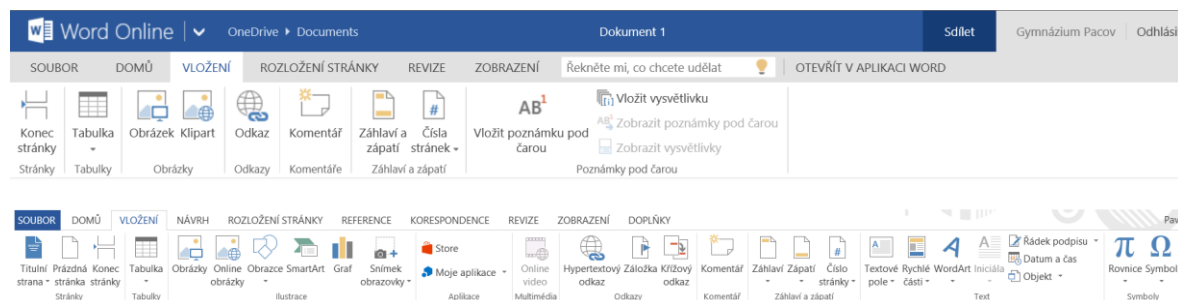 Word Online OneDrive Documents Dokument 1 Sdílet Gymnázium Pacov Odhlásit
SOUBOR DOMŮ VLOŽENÍ ROZLOŽENÍ STRÁNKY REVIZE ZOBRAZENÍ Řekněte mi, co chcete udělat OTEVŘÍT V APLIKACI WORD
Konec stránky Tabulka Obrázek Klipart Odkaz Komentář Záhlaví a zápatí Čísla stránek AB1 Vložit poznámku pod čarou Vložit vysvětlivku
Zobrazit poznámky pod čarou
Zobrazit vysvětlivky
Stránky Tabulky Obrázky Odkazy Komentáře Záhlaví a zápatí Poznámky pod čarou
SOUBOR DOMŮ VLOŽENÍ NÁVRH ROZLOŽENÍ STRÁNKY REFERENCE KORESPONDENCE REVIZE ZOBRAZENÍ DOPLŇKY Pav
Titulní strana Prázdná stránka Konec stránky Tabulka Obrázky Online obrázky Obrazce SmartArt Graf Snímek obrazovky Store Moje aplikace Online video Hypertextový odkaz Záložka Křížový odkaz Komentář Záhlaví Zápatí Číslo stránky Textové pole Rychlé části WordArt Iniciála Řádek podpisu Datum a čas Objekt Rovnice Symboly
Stránky Tabulky Ilustrace Aplikace Multimédia Odkazy Komentář Záhlaví a zápatí Text Symboly